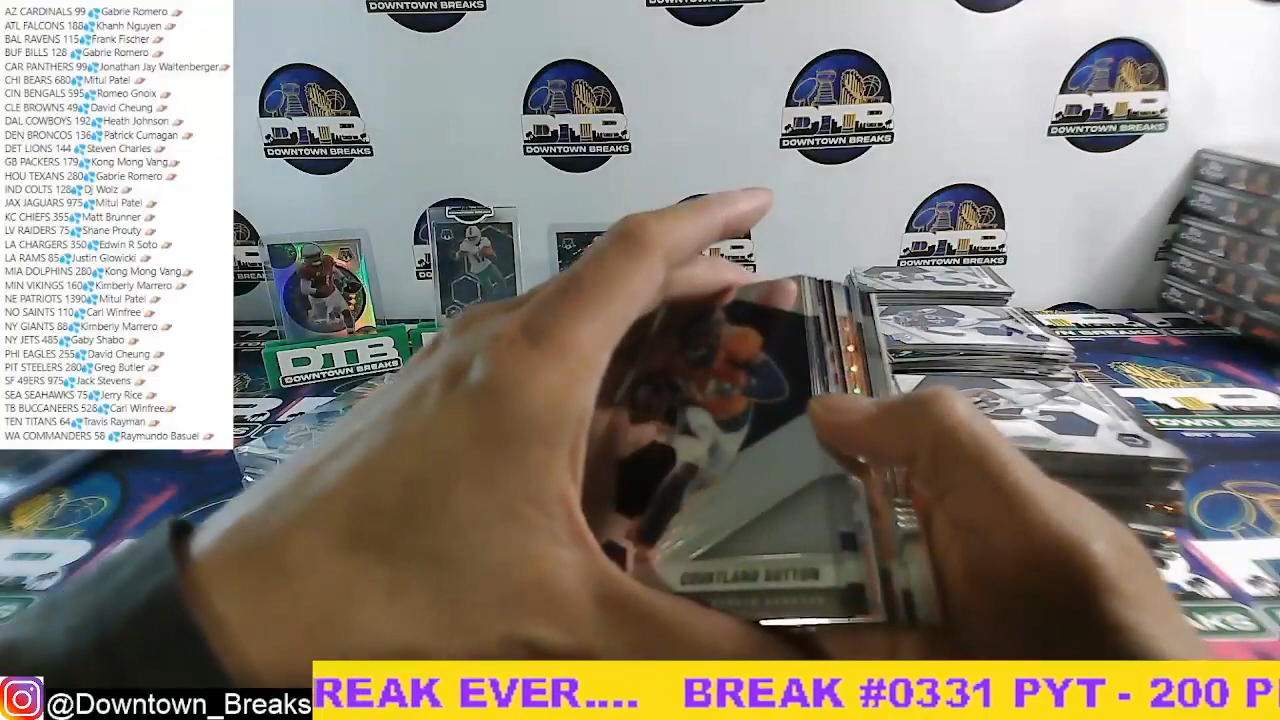 AZ CARDINALS 99 💦Gabrie Romero
ATL FALCONS 188💦Khanh Nguyen
BAL RAVENS 115💦Frank Fischer
BUF BILLS 128 💦Gabrie Romero
CAR PANTHERS 99💦Jonathan Jay Waltenberger
CHI BEARS 680💦Mitul Patel
CIN BENGALS 595💦Romeo Gnoix
CLE BROWNS 49💦David Cheung
DAL COWBOYS 192💦Heath Johnson
DEN BRONCOS 136💦Patrick Cumagan
DET LIONS 144 💦Steven Charles
GB PACKERS 179💦Kong Mong Vang
HOU TEXANS 280💦Gabrie Romero
IND COLTS 128💦DJ Wolz
JAX JAGUARS 975💦Mitul Patel
KC CHIEFS 355💦Matt Brunner
LV RAIDERS 75💦Shane Prouty
LA CHARGERS 350💦Edwin R Soto
LA RAMS 85💦Justin Glowicki
MIA DOLPHINS 280💦Kong Mong Vang
MIN VIKINGS 160💦Kimberly Marrero
NE PATRIOTS 1390💦Mitul Patel
NO SAINTS 110💦Carl Winfree
NY GIANTS 88💦Kimberly Marrero
NY JETS 485💦Gaby Shabo
PHI EAGLES 255💦David Cheung
PIT STEELERS 280💦Greg Butler
SF 49ERS 975💦Jack Stevens
SEA SEAHAWKS 75💦Jerry Rice
TB BUCCANEERS 528💦Carl Winfree
TEN TITANS 64💦Travis Rayman
WA COMMANDERS 58 💦Raymundo Basuel
DOWNTOWN BREAKS
DTB
DOWNTOWN BREAKS
DTB
DOWNTOWN BREAKS
DTB
DOWNTOWN BREAKS
DTB
DOWNTOWN BREAKS
DTB
DOWNTOWN BREAKS
DTB
DOWNTOWN BREAKS
COURTLAND SUTTON
@Downtown_Breaks
REAK EVER.... BREAK #0331 PYT - 200 P